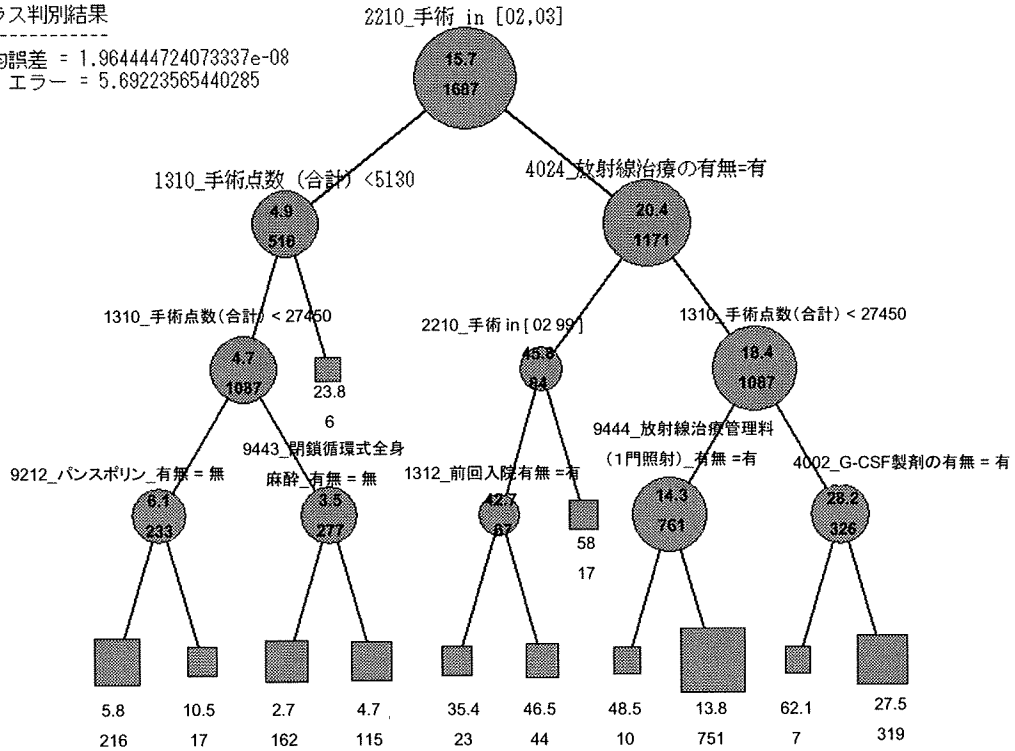 ラス判別結果
-----------
匀誤差 = 1.964444724073337e-08
エラー = 5.69223565440285
2210_手術 in [02,03]
15.7
1687
1310_手術点数 (合計) <5130
4024_放射線治療の有無=有
4.9
516
20.4
1171
1310_手術点数(合計) < 27450
2210_手術 in [ 02 99 ]
1310_手術点数(合計) < 27450
4.7
1087
23.8
6
45.8
84
18.4
1087
9212_パンスポリン_有無 = 無
9443_閉鎖循環式全身
麻酔_有無 = 無
1312_前回入院有無 =有
9444_放射線治療管理料
(1門照射)_有無 =有
4002_G-CSF製剤の有無 = 有
6.1
233
3.5
277
42.7
67
58
17
14.3
761
28.2
326
5.8
216
10.5
17
2.7
162
4.7
115
35.4
23
46.5
44
48.5
10
13.8
751
62.1
7
27.5
319